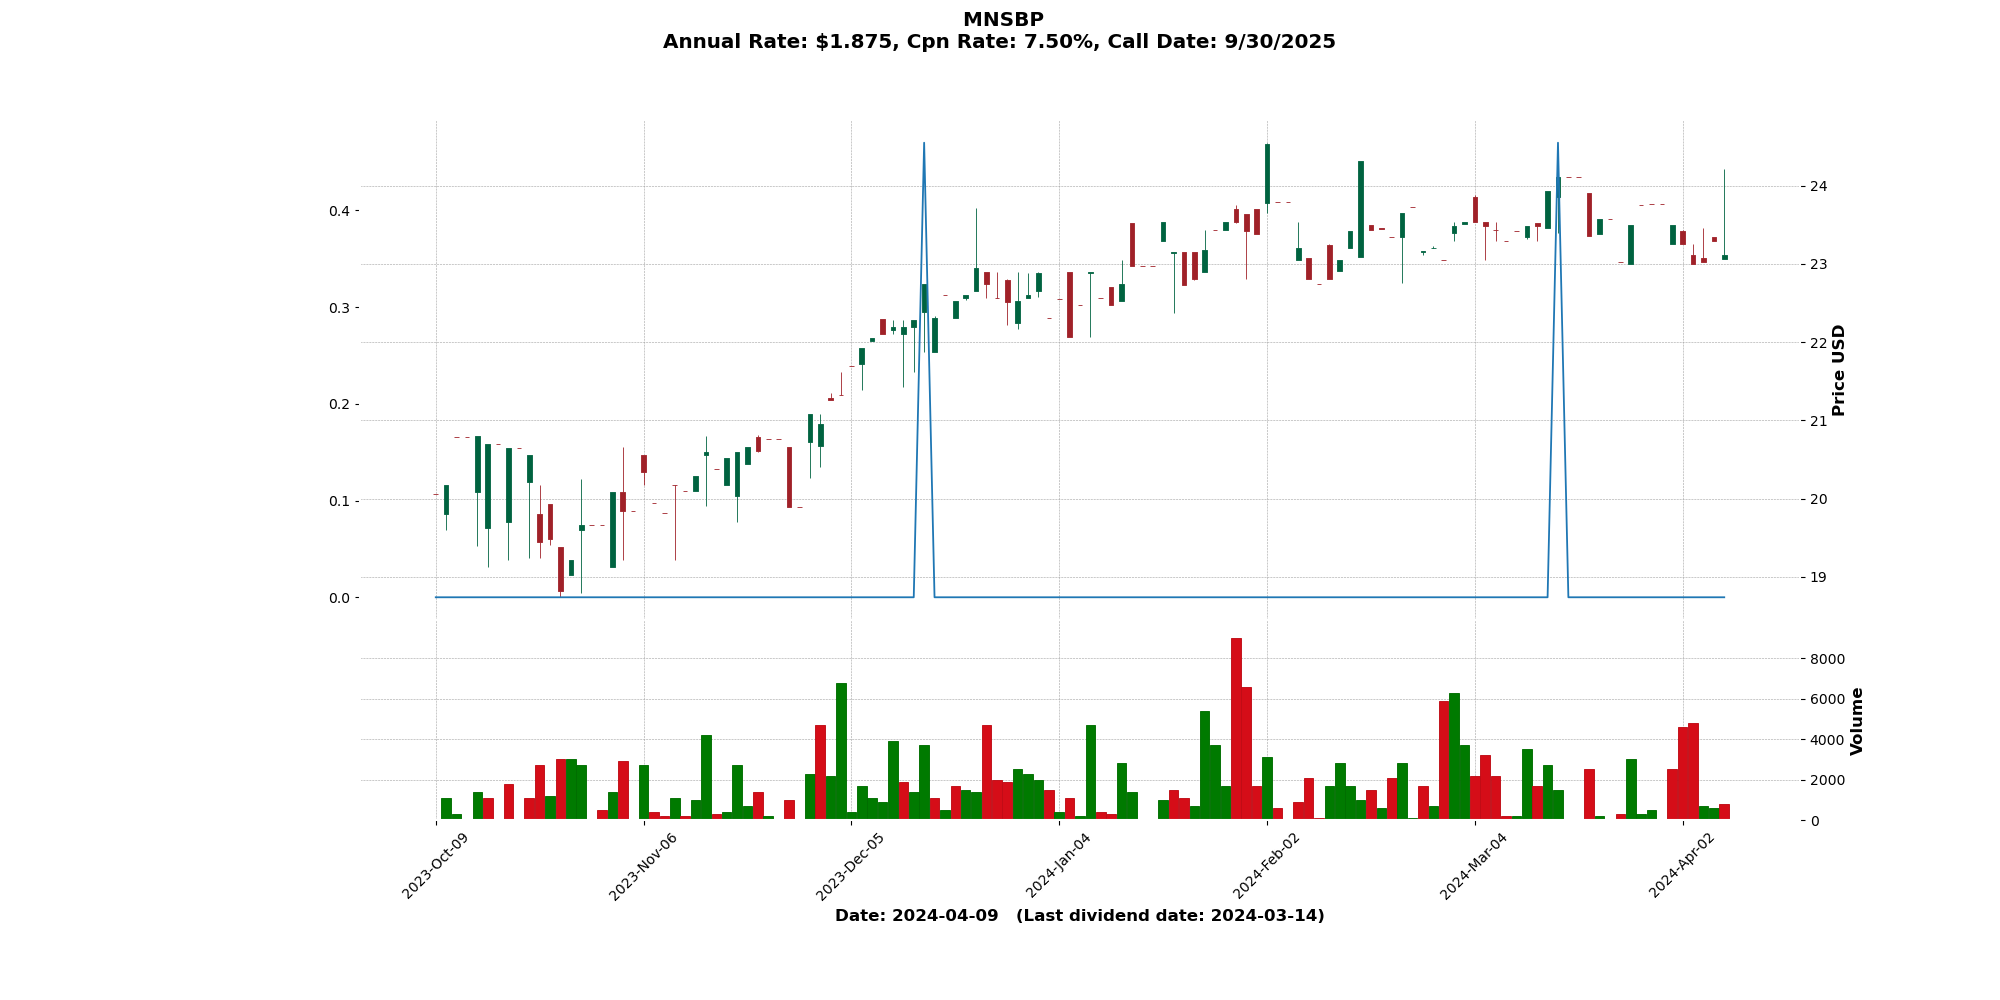 MNSBP
Annual Rate: $1.875, Cpn Rate: 7.50%, Call Date: 9/30/2025
0.4
0.3
0.2
0.1
0.0
24
23
22
21
20
19
Price USD
8000
6000
4000
2000
0
Volume
2023-Oct-09
2023-Nov-06
2023-Dec-05
2024-Jan-04
2024-Feb-02
2024-Mar-04
2024-Apr-02
Date: 2024-04-09   (Last dividend date: 2024-03-14)